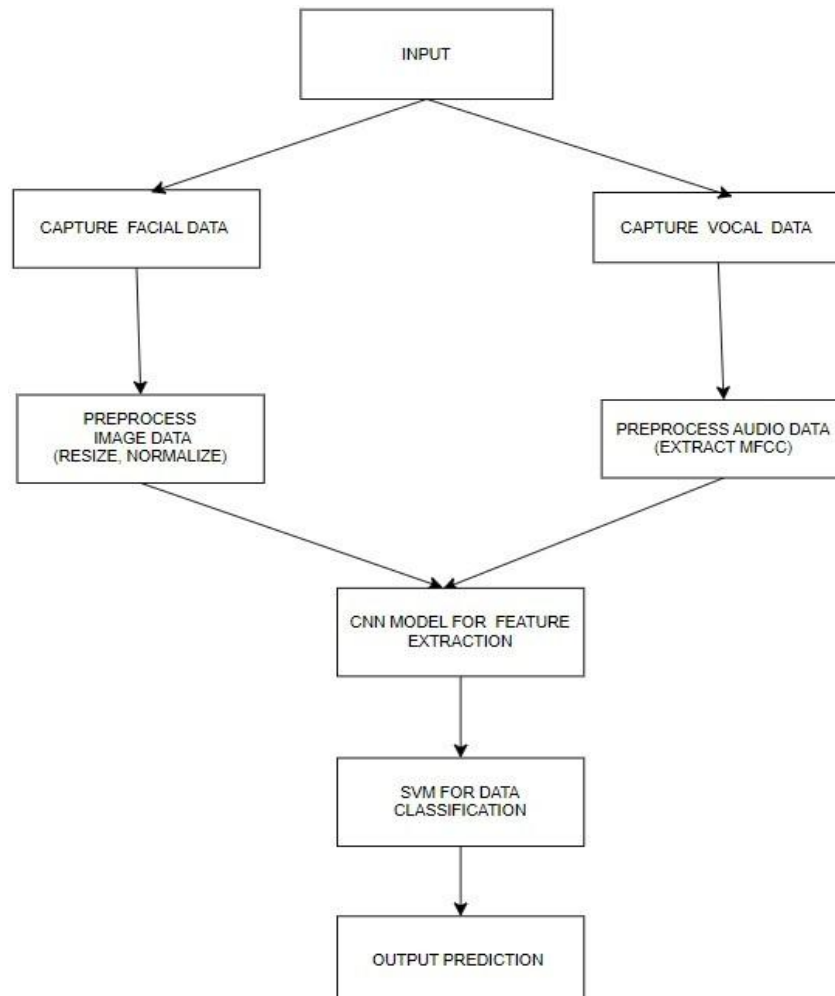 INPUT
CAPTURE FACIAL DATA
CAPTURE VOCAL DATA
PREPROCESS
IMAGE DATA
(RESIZE, NORMALIZE)
PREPROCESS AUDIO DATA
(EXTRACT MFCC)
CNN MODEL FOR FEATURE
EXTRACTION
SVM FOR DATA
CLASSIFICATION
OUTPUT PREDICTION